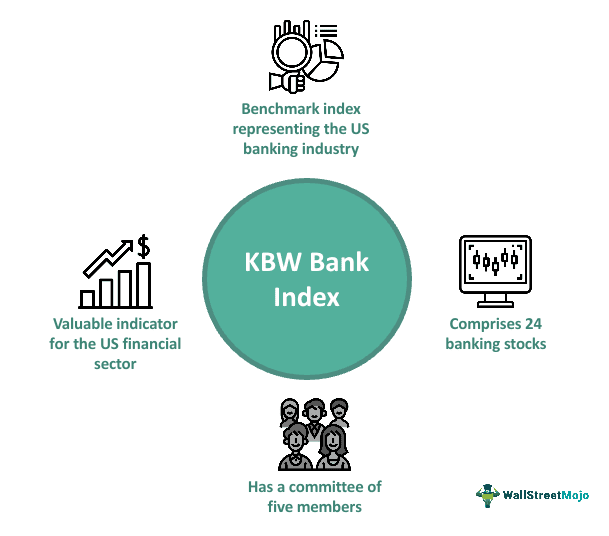 Benchmark index
representing the US
banking industry
KBW Bank
Index
$
Valuable indicator
for the US financial
sector
Comprises 24
banking stocks
Has a committee of
five members
WallStreetMojo